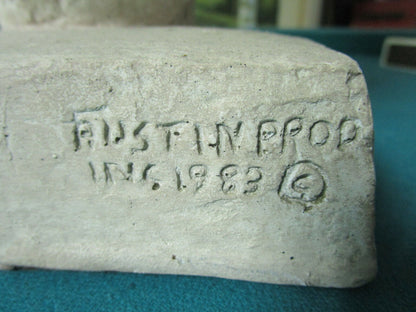 AUSTIN PROD
INC 1983 ©